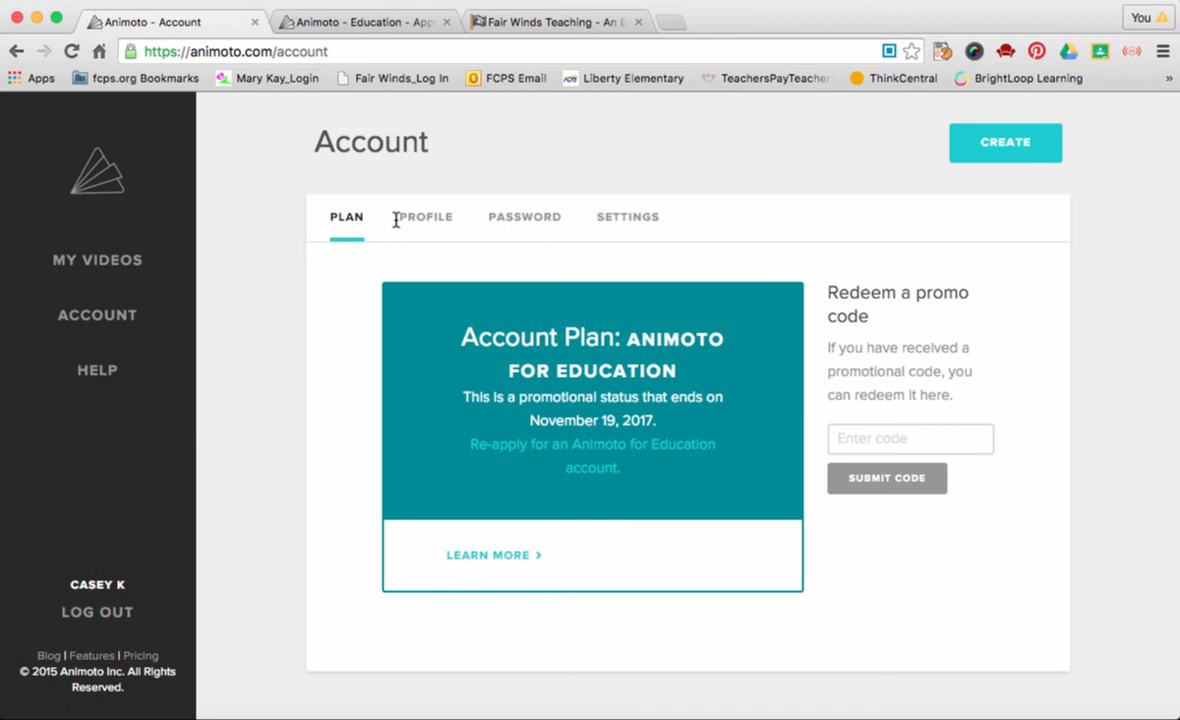 Animoto - Account
Animoto - Education - App
Fair Winds Teaching - An E
You
https://animoto.com/account
Apps
fcps.org Bookmarks
Mary Kay_Login
Fair Winds_Log In
FCPS Email
Liberty Elementary
TeachersPayTeacher
ThinkCentral
BrightLoop Learning
»
Account
CREATE
PLAN
PROFILE
PASSWORD
SETTINGS
MY VIDEOS
ACCOUNT
HELP
Account Plan: ANIMOTO
FOR EDUCATION
This is a promotional status that ends on
November 19, 2017.
Re-apply for an Animoto for Education
account.
LEARN MORE >
Redeem a promo
code
If you have received a
promotional code, you
can redeem it here.
Enter code
SUBMIT CODE
CASEY K
LOG OUT
Blog | Features | Pricing
© 2015 Animoto Inc. All Rights
Reserved.